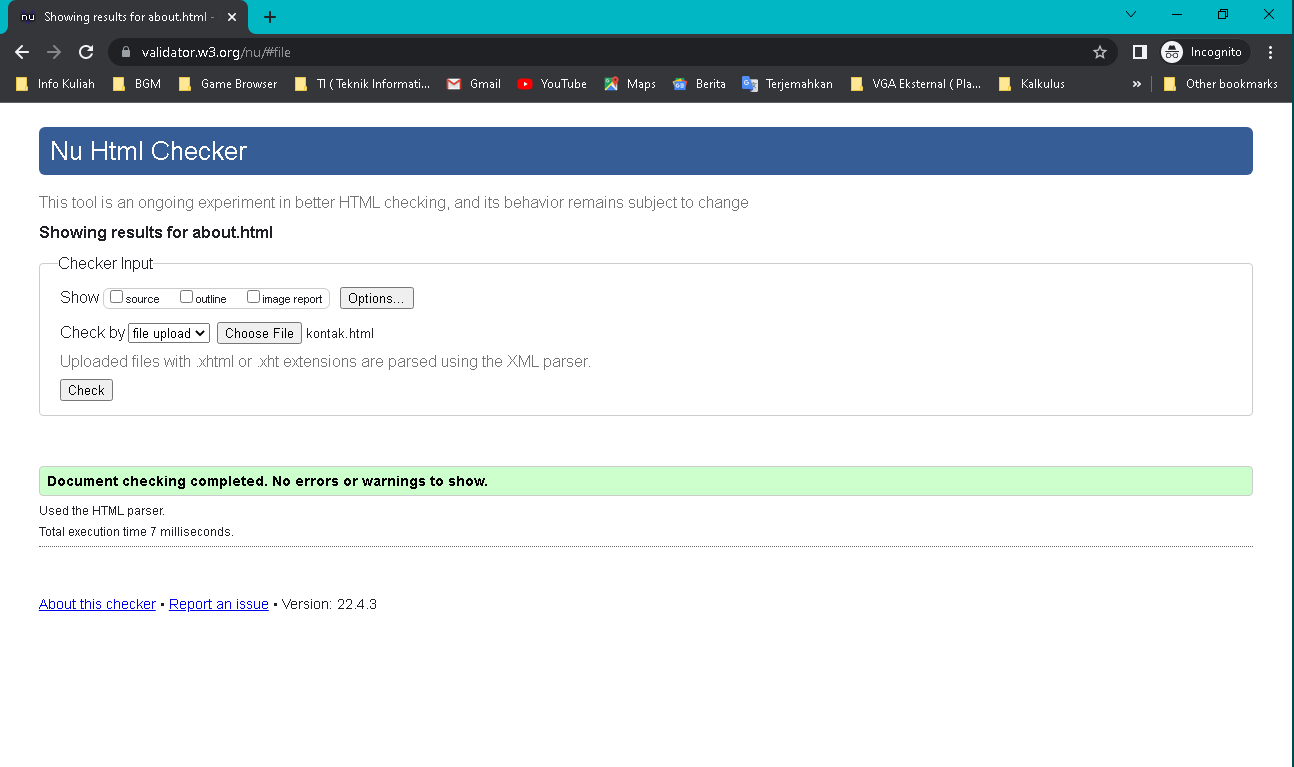 nu Showing results for about.html -
validator.w3.org/nu/#file
Incognito
Info Kuliah BGM Game Browser TI ( Teknik Informati... Gmail YouTube Maps Berita Terjemahkan VGA Eksternal ( Pla... Kalkulus » Other bookmarks
Nu Html Checker
This tool is an ongoing experiment in better HTML checking, and its behavior remains subject to change
Showing results for about.html
Checker Input
Show source outline image report Options...
Check by file upload Choose File kontak.html
Uploaded files with .xhtml or .xht extensions are parsed using the XML parser.
Check
Document checking completed. No errors or warnings to show.
Used the HTML parser.
Total execution time 7 milliseconds.
About this checker • Report an issue • Version: 22.4.3